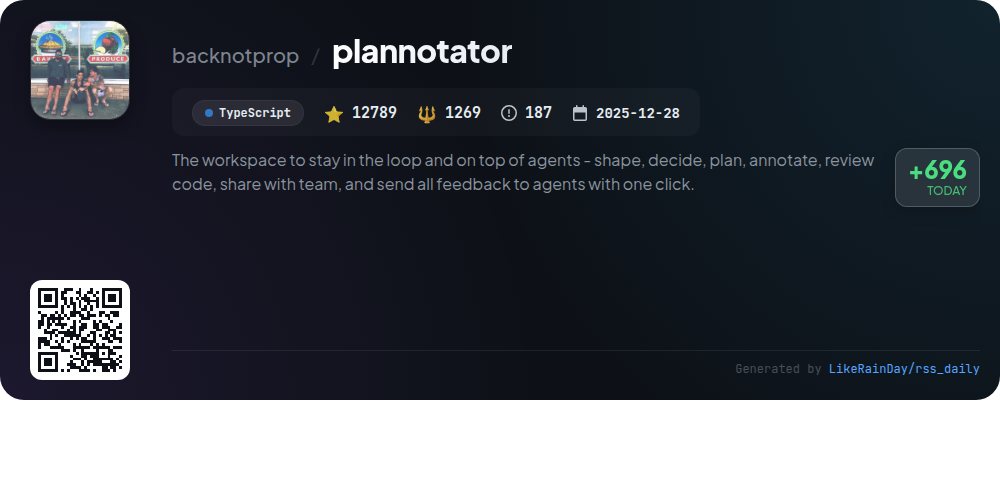 backnotprop / plannotator
TypeScript 12789 1269 187 2025-12-28
The workspace to stay in the loop and on top of agents - shape, decide, plan, annotate, review
code, share with team, and send all feedback to agents with one click.
+696
TODAY
PRODUCE
Generated by LikeRainDay/rss_daily